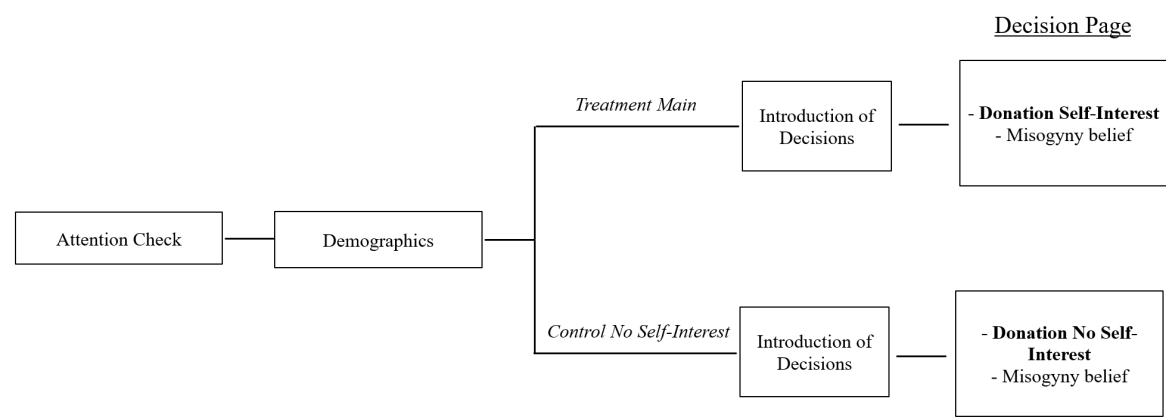 Decision Page
Treatment Main
Introduction of
Decisions
- Donation Self-Interest
- Misogyny belief
Attention Check
Demographics
Control No Self-Interest
Introduction of
Decisions
- Donation No Self-
Interest
- Misogyny belief